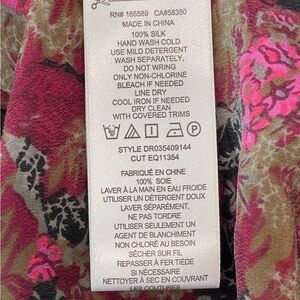 RN# 165589 CA#58350
MADE IN CHINA
100% SILK
HAND WASH COLD
USE MILD DETERGENT
WASH SEPARATELY,
DO NOT WRING
ONLY NON-CHLORINE
BLEACH IF NEEDED
LINE DRY
COOL IRON IF NEEDED
DRY CLEAN
WITH COVERED TRIMS
STYLE DR035409144
CUT EQ11354
FABRIQUÉ EN CHINE
100% SOIE
LAVER À LA MAIN EN EAU FROIDE
UTILISER UN DÉTERGENT DOUX
LAVER SÉPARÉMENT,
NE PAS TORDRE
UTILISER SEULEMENT UN
AGENT DE BLANCHIMENT
NON CHLORÉ AU BESOIN
SÉCHER SUR FIL
REPASSER À FER TIÈDE
SI NÉCESSAIRE
NETTOYER À SEC EN COUVRANT
LES COUTURES